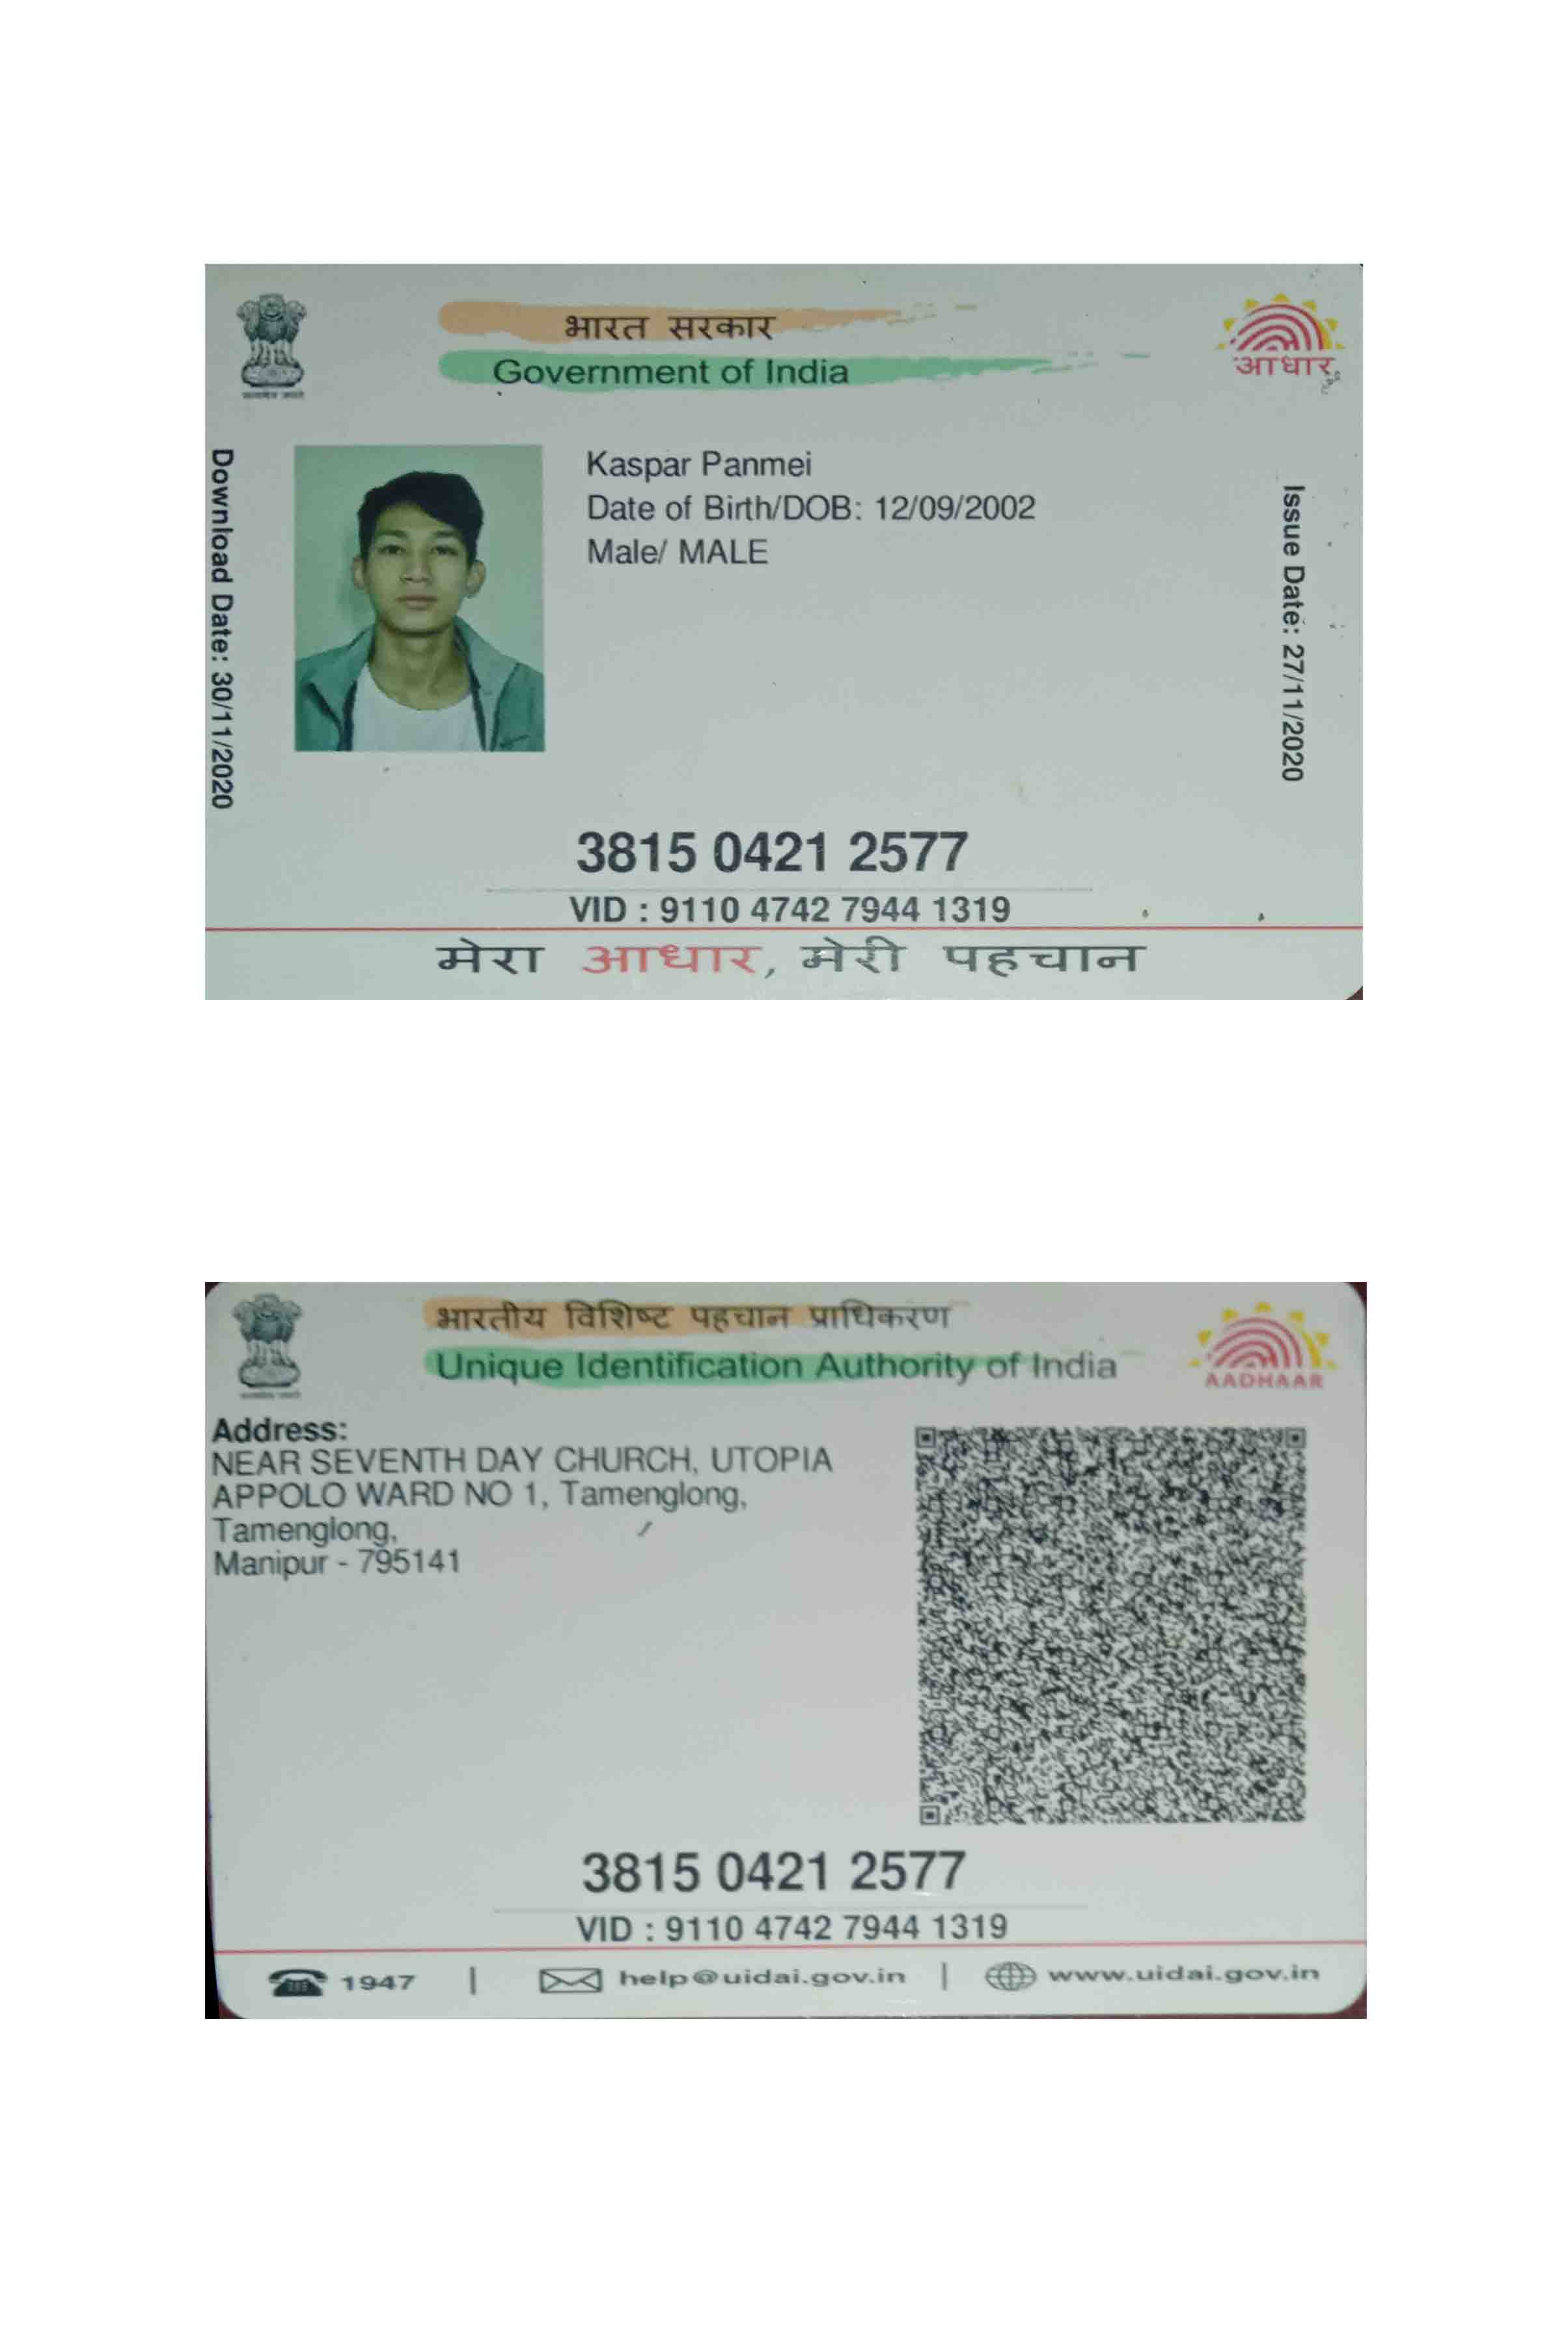 भारत सरकार
Government of India
आधार
Download Date: 30/11/2020
Kaspar Panmei
Date of Birth/DOB: 12/09/2002
Male/ MALE
Issue Date: 27/11/2020
3815 0421 2577
VID : 9110 4742 7944 1319
मेरा आधार, मेरी पहचान
भारतीय विशिष्ट पहचान प्राधिकरण
Unique Identification Authority of India
AADHAAR
Address:
NEAR SEVENTH DAY CHURCH, UTOPIA
APPOLO WARD NO 1, Tamenglong,
Tamenglong,
Manipur - 795141
3815 0421 2577
VID : 9110 4742 7944 1319
1947 | help@uidai.gov.in | www.uidai.gov.in